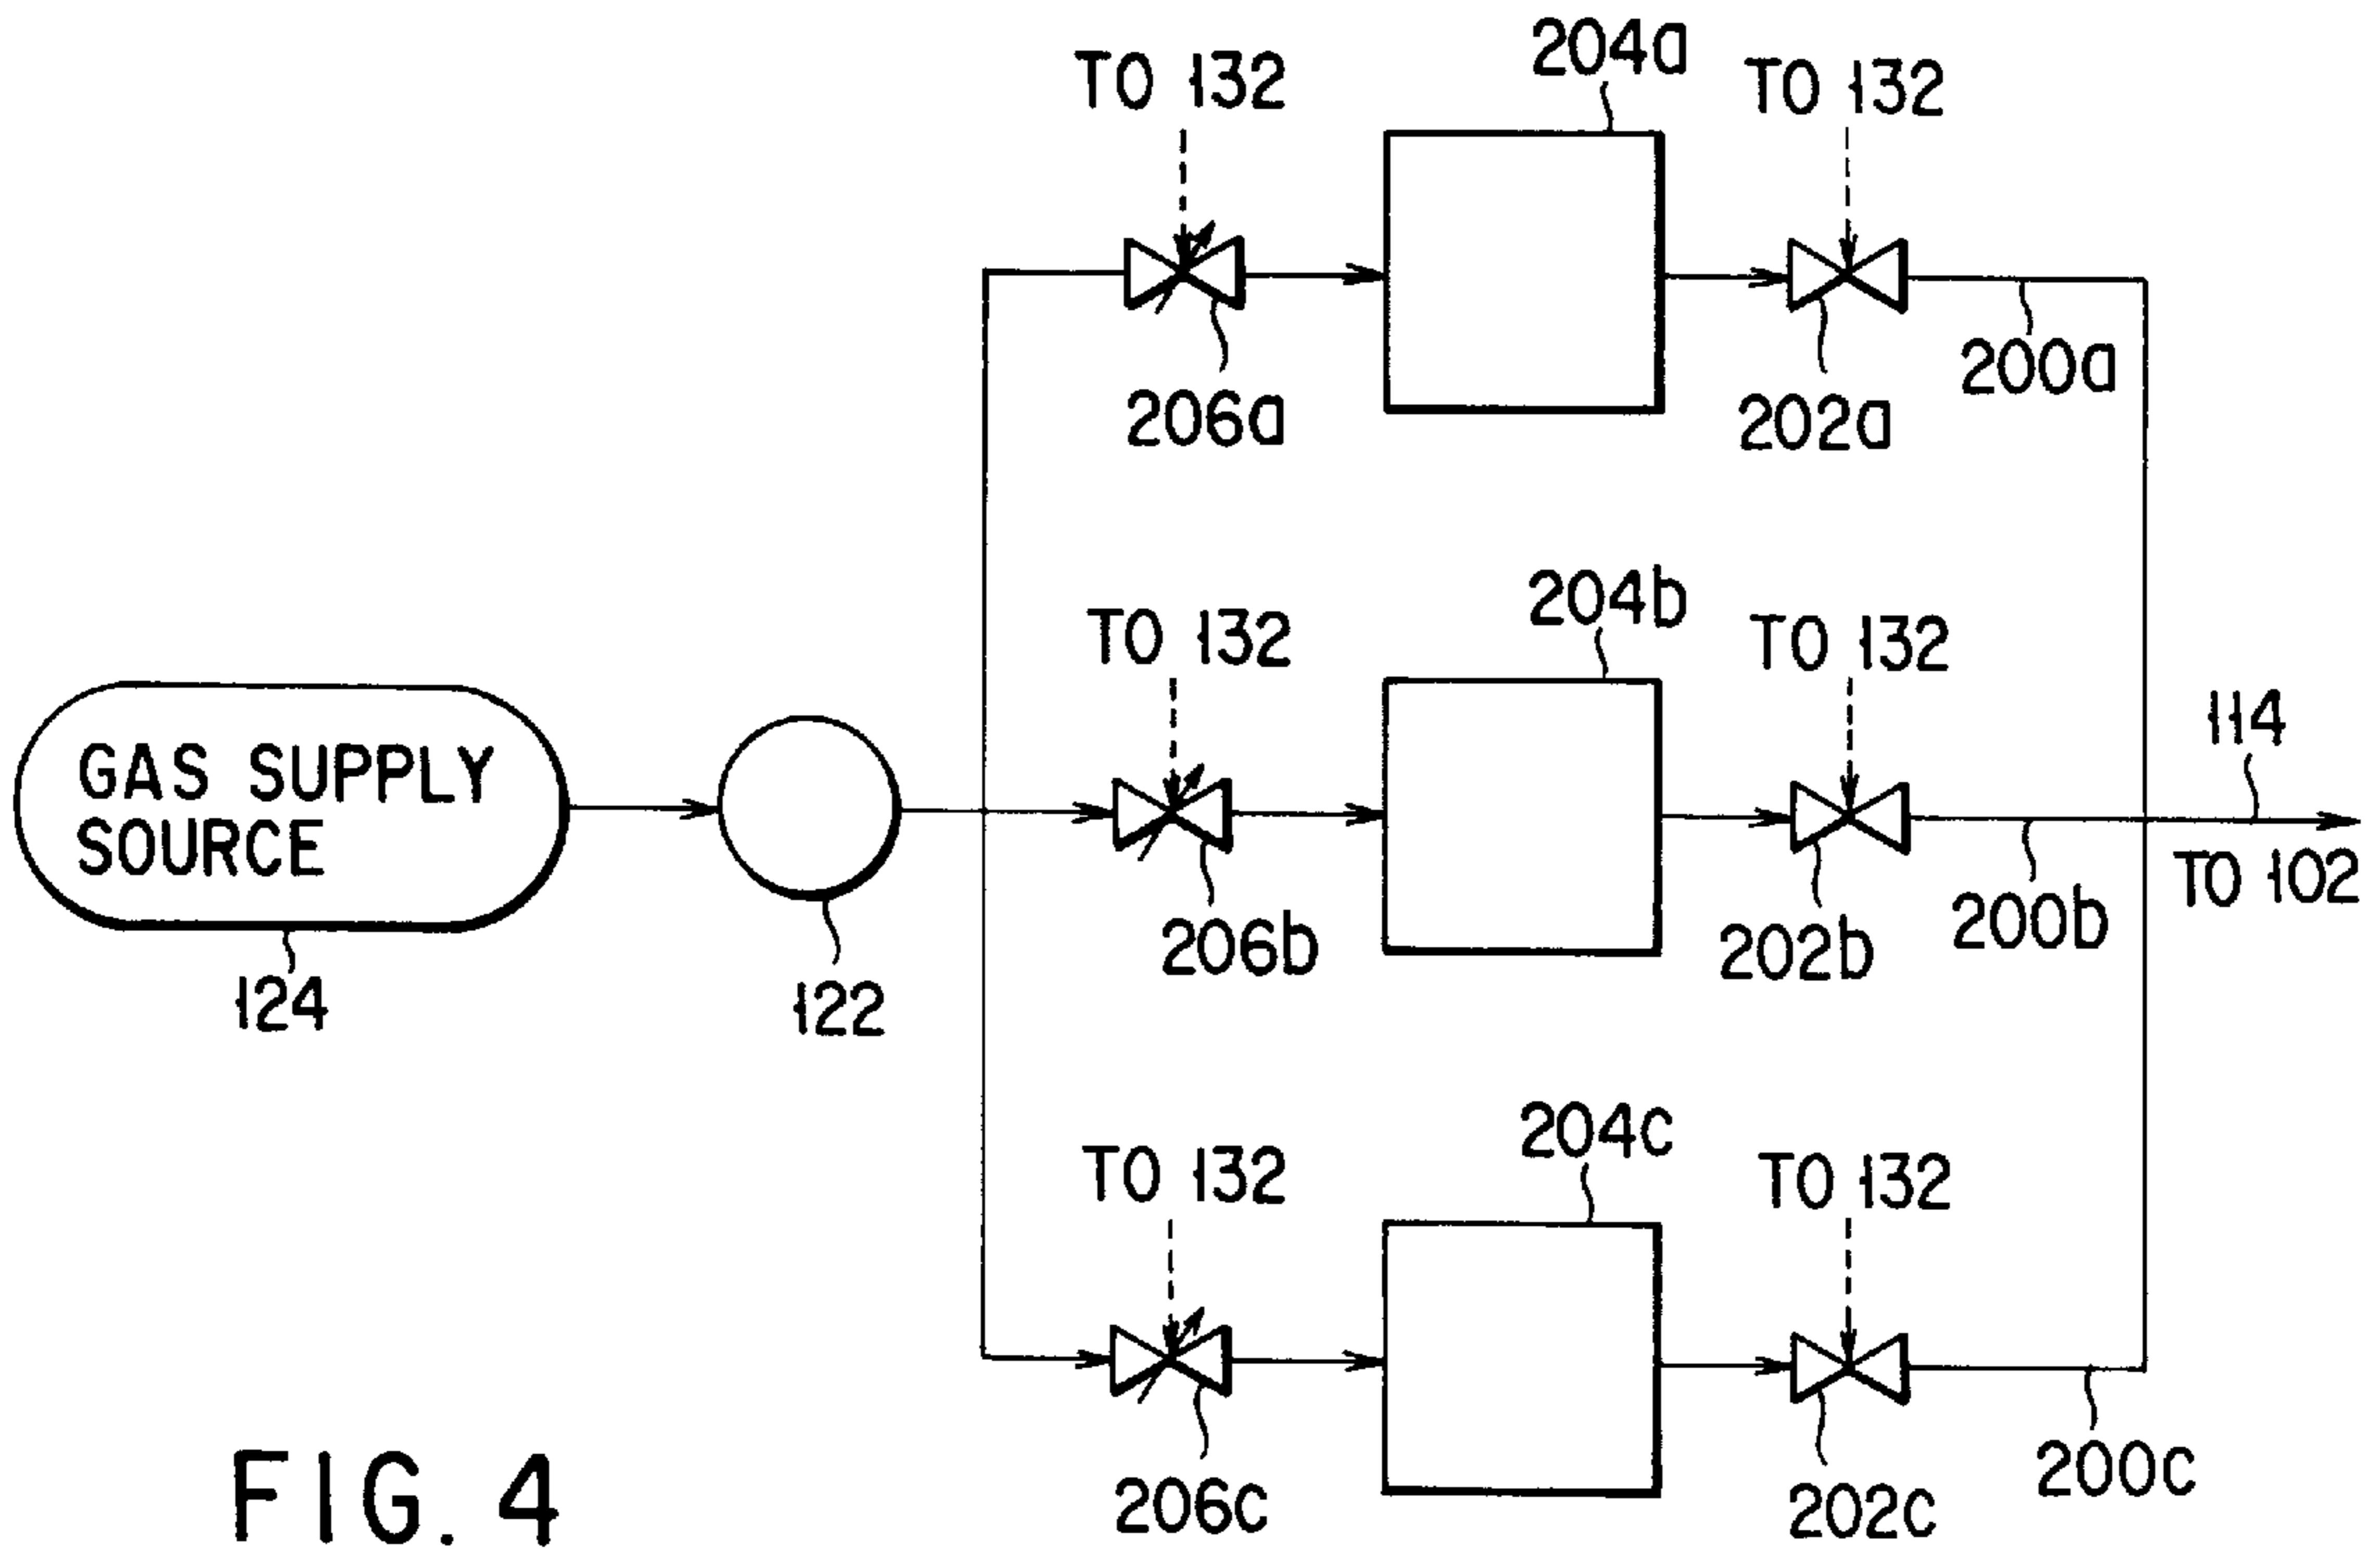 204a
TO 132
TO 132
206a
202a
200a
204b
TO 132
TO 132
114
GAS SUPPLY
SOURCE
TO 102
206b
202b
200b
124
122
204c
TO 132
TO 132
206c
202c
200c
FIG. 4